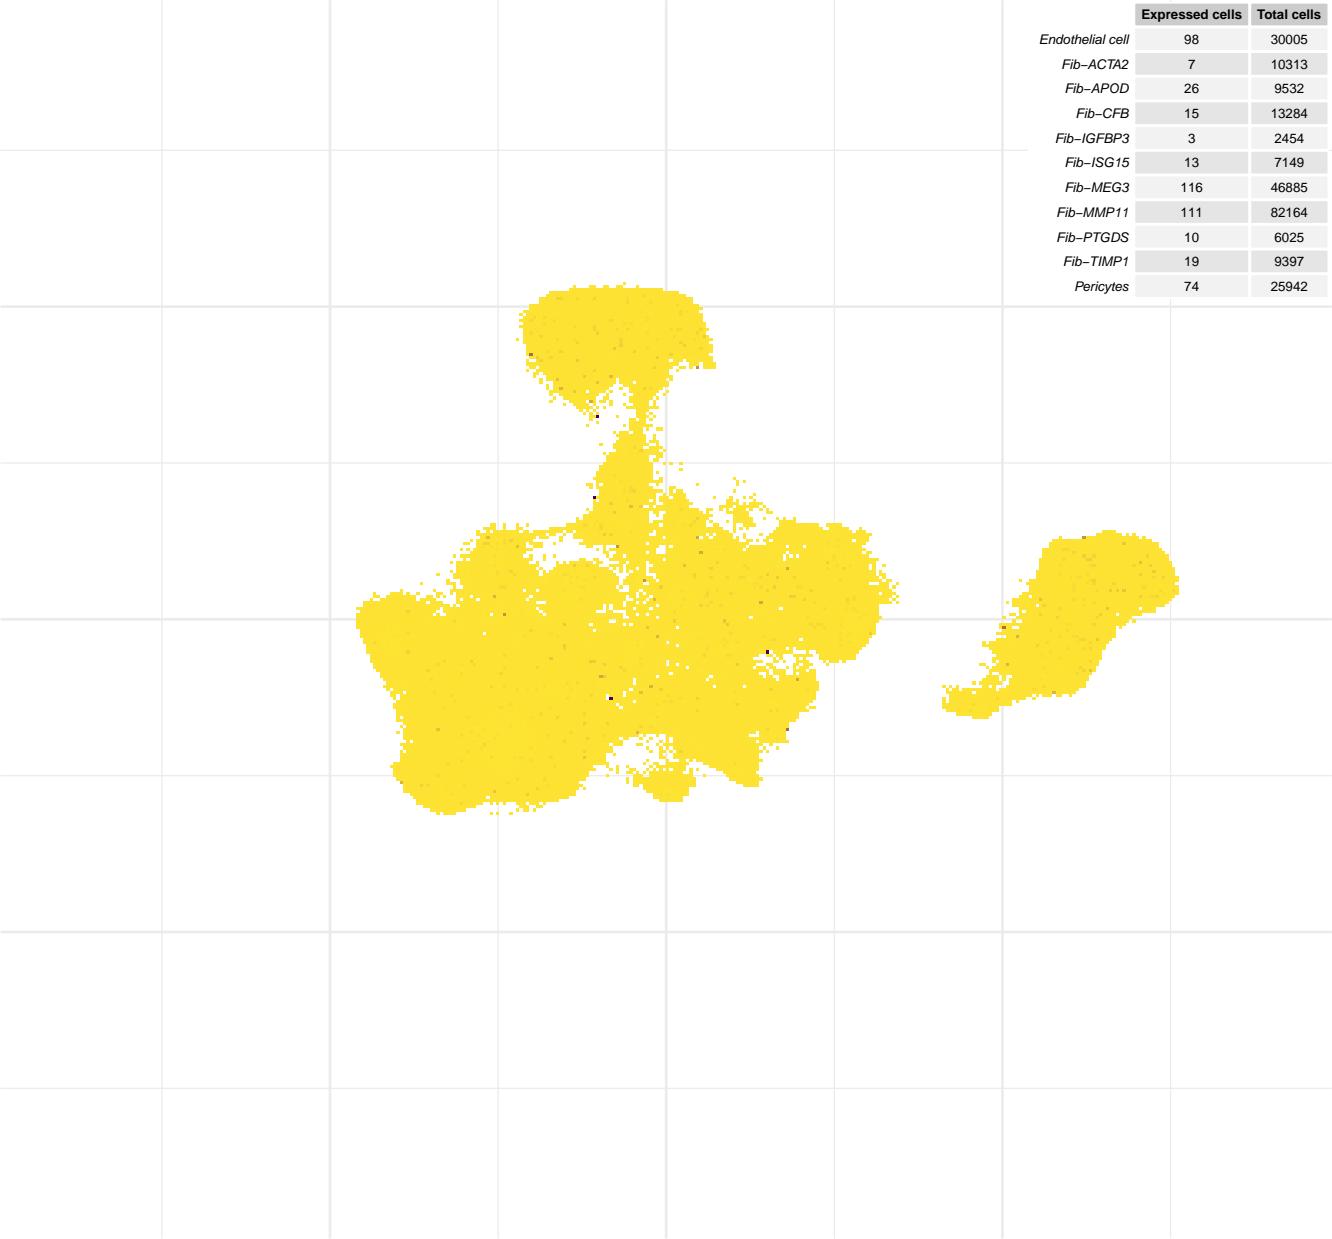 Expressed cells Total cells
Endothelial cell 98 30005
Fib−ACTA2 7 10313
Fib−APOD 26 9532
Fib−CFB 15 13284
Fib−IGFBP3 3 2454
Fib−ISG15 13 7149
Fib−MEG3 116 46885
Fib−MMP11 111 82164
Fib−PTGDS 10 6025
Fib−TIMP1 19 9397
Pericytes 74 25942